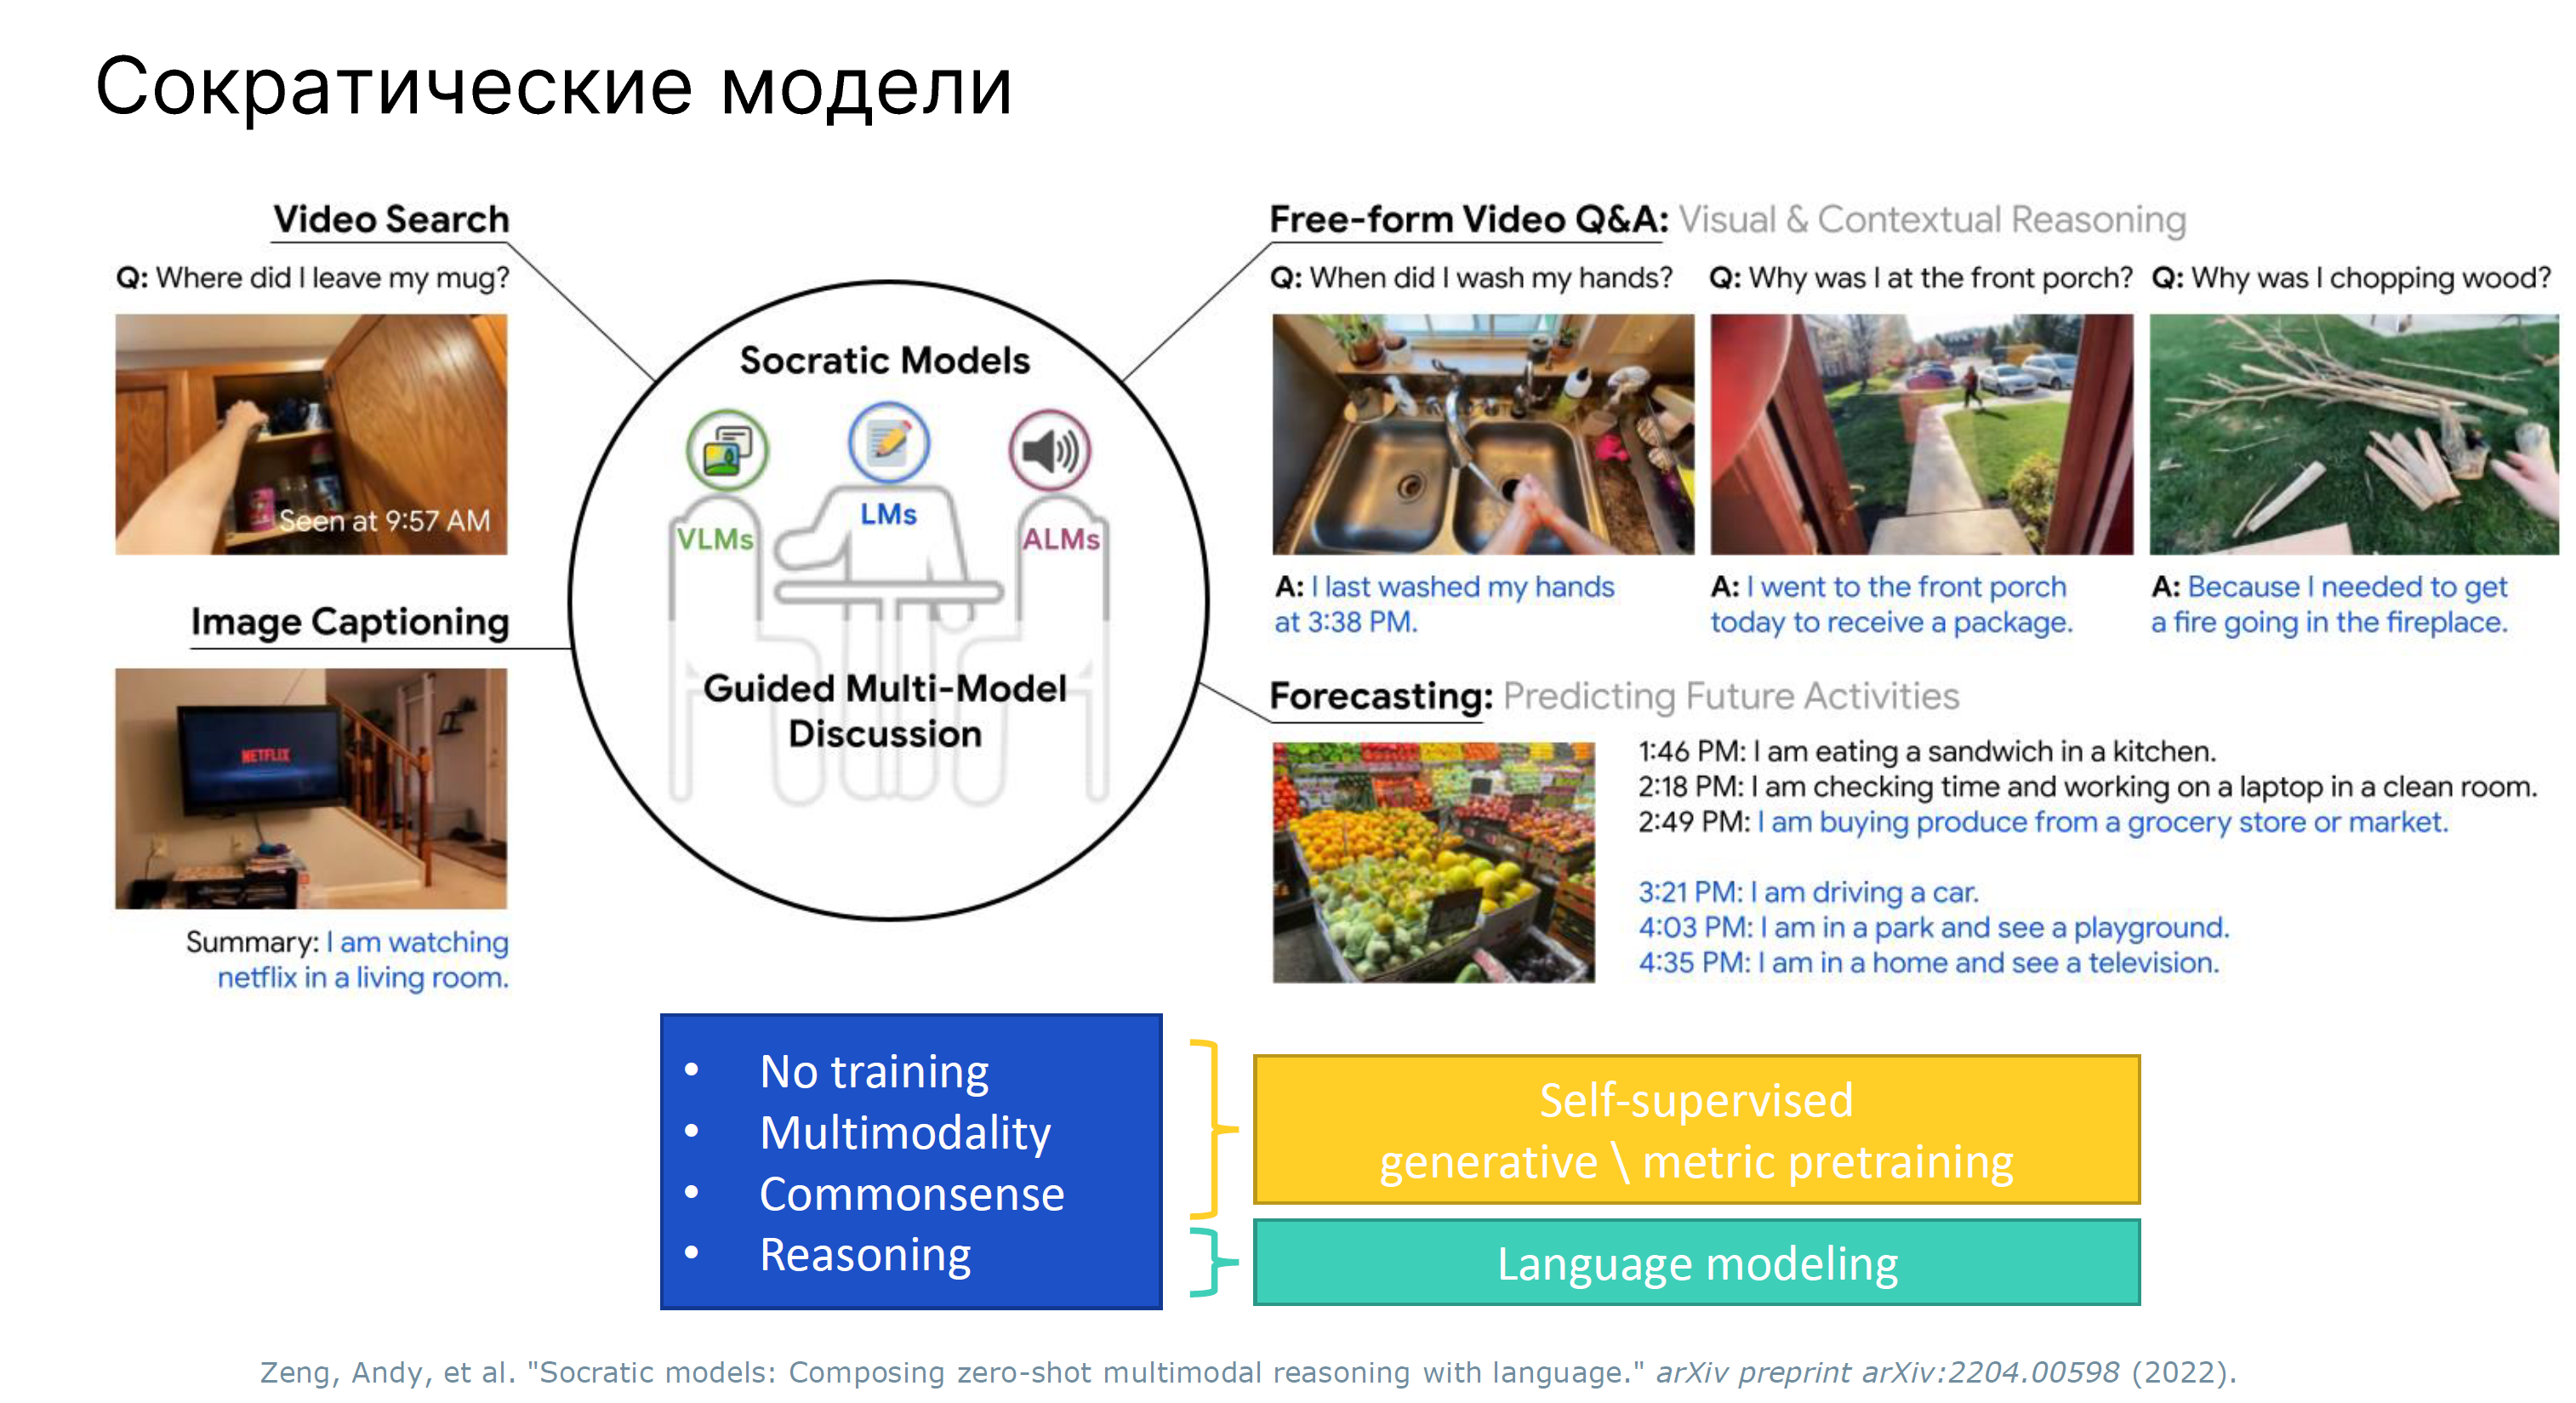 Сократические модели
Video Search
Q: Where did I leave my mug?
Seen at 9:57 AM
Image Captioning
NETFLIX
Summary: I am watching
netflix in a living room.
Socratic Models
VLMs
LMs
ALMs
Guided Multi-Model
Discussion
Free-form Video Q&A: Visual & Contextual Reasoning
Q: When did I wash my hands?
A: I last washed my hands
at 3:38 PM.
Q: Why was I at the front porch?
A: I went to the front porch
today to receive a package.
Q: Why was I chopping wood?
A: Because I needed to get
a fire going in the fireplace.
Forecasting: Predicting Future Activities
1:46 PM: I am eating a sandwich in a kitchen.
2:18 PM: I am checking time and working on a laptop in a clean room.
2:49 PM: I am buying produce from a grocery store or market.
3:21 PM: I am driving a car.
4:03 PM: I am in a park and see a playground.
4:35 PM: I am in a home and see a television.
• No training
• Multimodality
• Commonsense
• Reasoning
Self-supervised
generative \ metric pretraining
Language modeling
Zeng, Andy, et al. "Socratic models: Composing zero-shot multimodal reasoning with language." arXiv preprint arXiv:2204.00598 (2022).